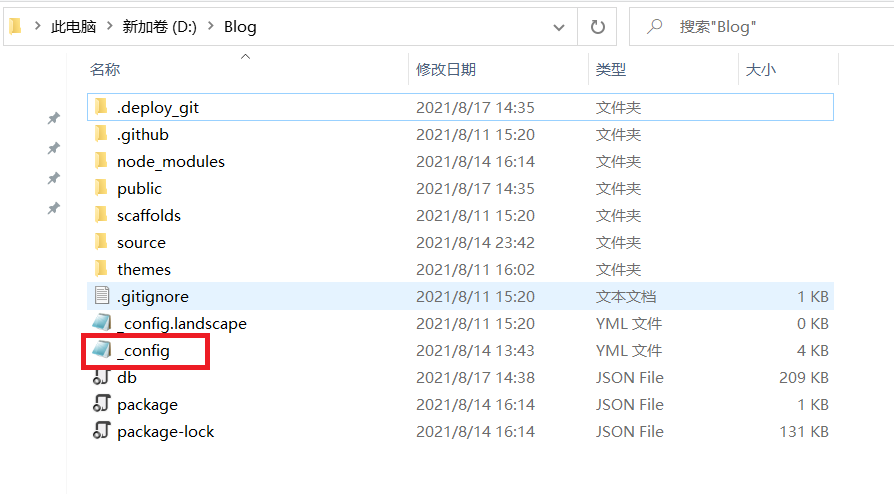 此电脑 新加卷 (D:) Blog 搜索"Blog"
名称 修改日期 类型 大小
.deploy_git 2021/8/17 14:35 文件夹
.github 2021/8/11 15:20 文件夹
node_modules 2021/8/14 16:14 文件夹
public 2021/8/17 14:35 文件夹
scaffolds 2021/8/11 15:20 文件夹
source 2021/8/14 23:42 文件夹
themes 2021/8/11 16:02 文件夹
.gitignore 2021/8/11 15:20 文本文档 1 KB
_config.landscape 2021/8/11 15:20 YML 文件 0 KB
_config 2021/8/14 13:43 YML 文件 4 KB
db 2021/8/17 14:38 JSON File 209 KB
package 2021/8/14 16:14 JSON File 1 KB
package-lock 2021/8/14 16:14 JSON File 131 KB